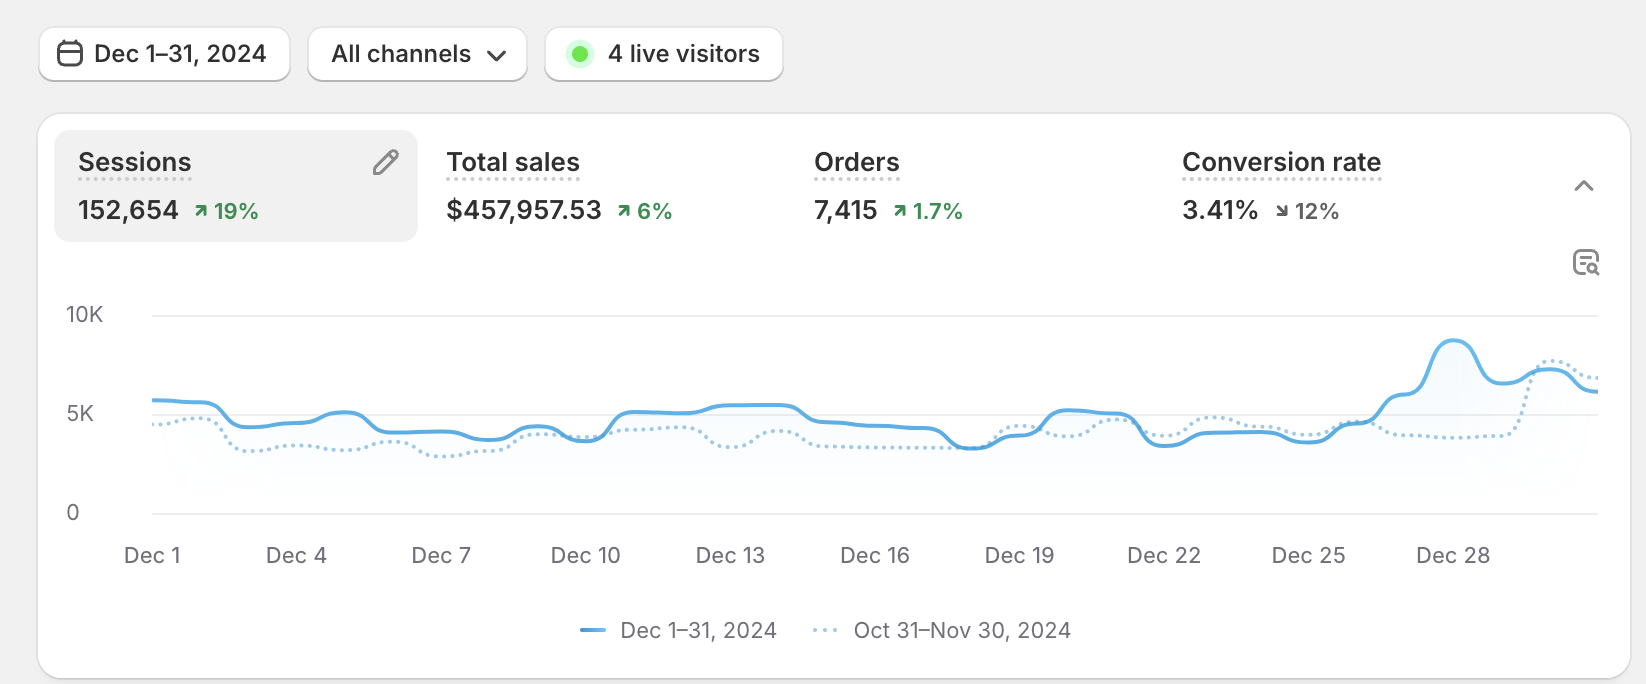 Dec 1–31, 2024
All channels
4 live visitors
Sessions
152,654 19%
Total sales
$457,957.53 6%
Orders
7,415 1.7%
Conversion rate
3.41% 12%
10K
5K
0
Dec 1 Dec 4 Dec 7 Dec 10 Dec 13 Dec 16 Dec 19 Dec 22 Dec 25 Dec 28
Dec 1–31, 2024 Oct 31–Nov 30, 2024